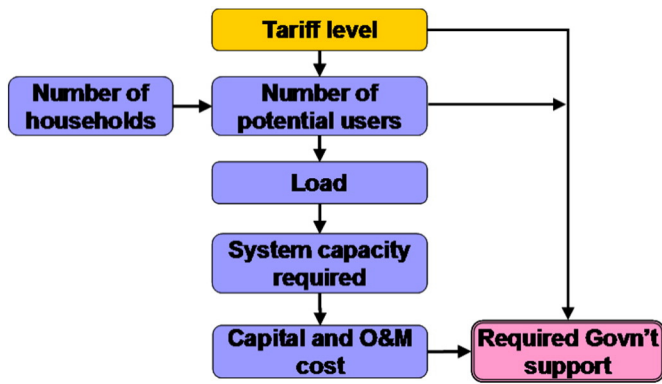 Tariff level
Number of
households
Number of
potential users
Load
System capacity
required
Capital and O&M
cost
Required Govn't
support